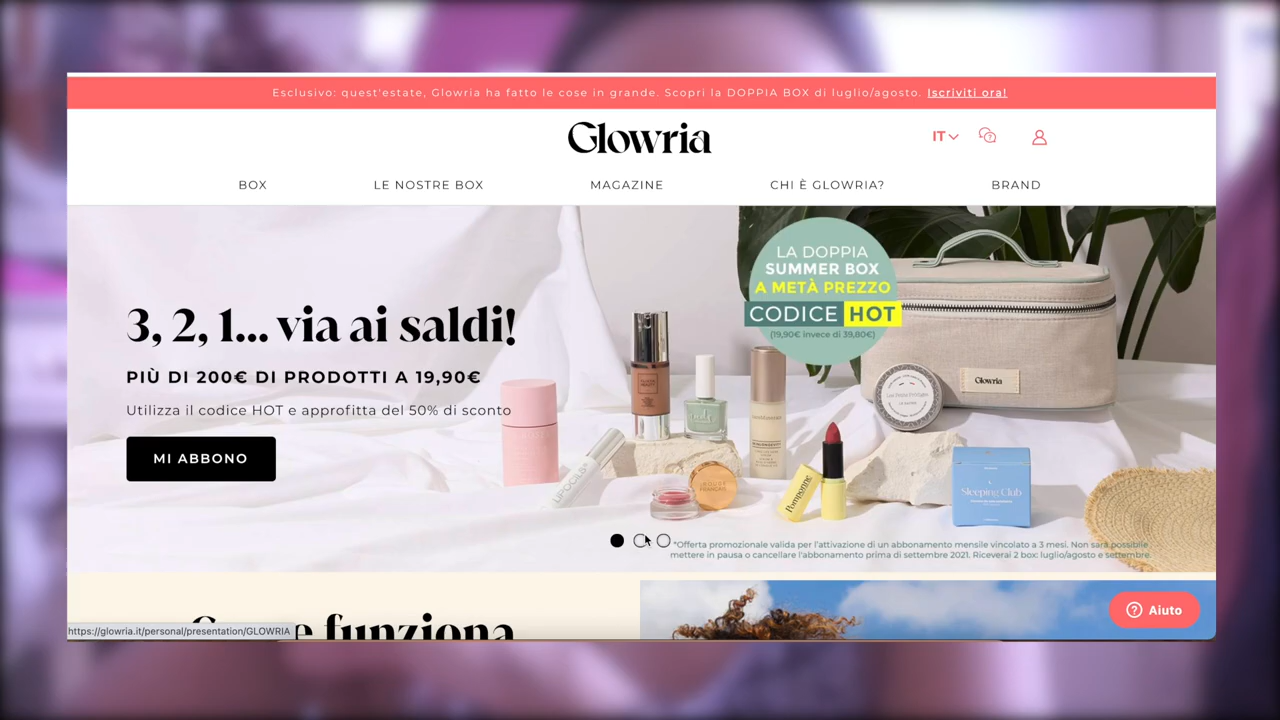 Esclusivo: quest'estate, Glowria ha fatto le cose in grande. Scopri la DOPPIA BOX di luglio/agosto. Iscriviti ora!
Glowria
IT
BOX
LE NOSTRE BOX
MAGAZINE
CHI È GLOWRIA?
BRAND
LA DOPPIA
SUMMER BOX
A METÀ PREZZO
CODICE HOT
(19,90€ invece di 39,80€)
3, 2, 1... via ai saldi!
PIÙ DI 200€ DI PRODOTTI A 19,90€
Utilizza il codice HOT e approfitta del 50% di sconto
MI ABBONO
Glowria
Pomponne
Sleeping Club
*Offerta promozionale valida per l'attivazione di un abbonamento mensile vincolato a 3 mesi. Non sarà possibile
mettere in pausa o cancellare l'abbonamento prima di settembre 2021. Riceverai 2 box: luglio/agosto e settembre.
e funziona
Aiuto
https://glowria.it/personal/presentation/GLOWRIA